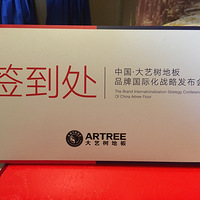 签到处
中国·大艺树地板
品牌国际化战略发布会
The Brand Internationalization Strategy Conference
Of China Artree Floor
ARTREE
大艺树地板